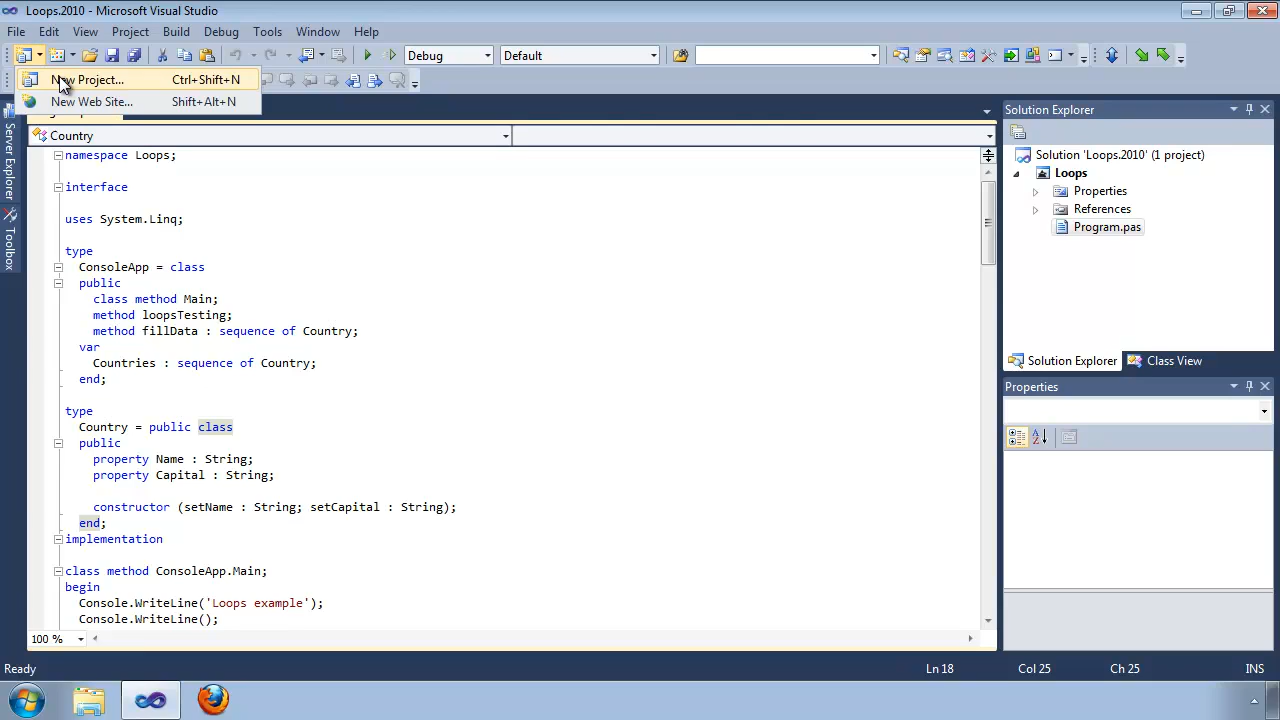 Loops.2010 - Microsoft Visual Studio
File Edit View Project Build Debug Tools Window Help
Debug Default
New Project... Ctrl+Shift+N
New Web Site... Shift+Alt+N
Server Explorer
Toolbox
Country
namespace Loops;
interface
uses System.Linq;
type
ConsoleApp = class
public
class method Main;
method loopsTesting;
method fillData : sequence of Country;
var
Countries : sequence of Country;
end;
type
Country = public class
public
property Name : String;
property Capital : String;
constructor (setName : String; setCapital : String);
end;
implementation
class method ConsoleApp.Main;
begin
Console.WriteLine('Loops example');
Console.WriteLine();
100 %
Solution Explorer
Solution 'Loops.2010' (1 project)
Loops
Properties
References
Program.pas
Solution Explorer Class View
Properties
Ready Ln 18 Col 25 Ch 25 INS